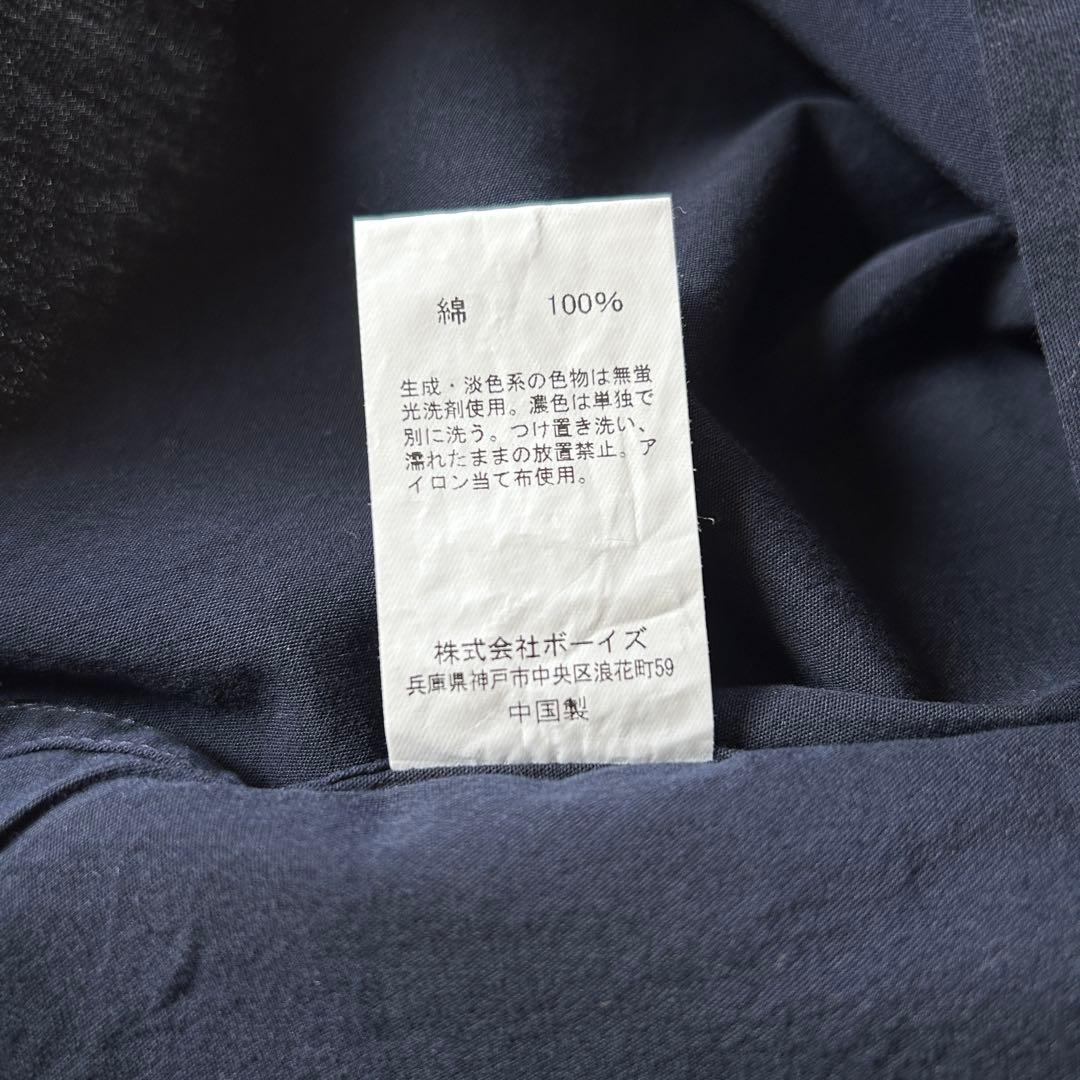 綿 100%
生成・淡色系の色物は無蛍
光洗剤使用。濃色は単独で
別に洗う。つけ置き洗い、
濡れたままの放置禁止。ア
イロン当て布使用。
株式会社ボーイズ
兵庫県神戸市中央区浪花町59
中国製